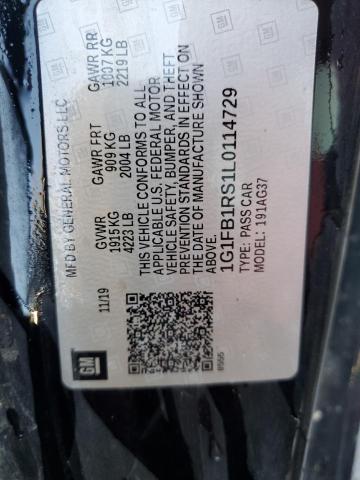 MFD BY GENERAL MOTORS LLC
11/19
GVWR
1915 KG
4223 LB
GAWR FRT
909 KG
2004 LB
GAWR RR
1007 KG
2219 LB
THIS VEHICLE CONFORMS TO ALL
APPLICABLE U.S. FEDERAL MOTOR
VEHICLE SAFETY, BUMPER, AND THEFT
PREVENTION STANDARDS IN EFFECT ON
THE DATE OF MANUFACTURE SHOWN
ABOVE.
1G1FB1RS1L0114729
TYPE: PASS CAR
MODEL: 191AG37
GM